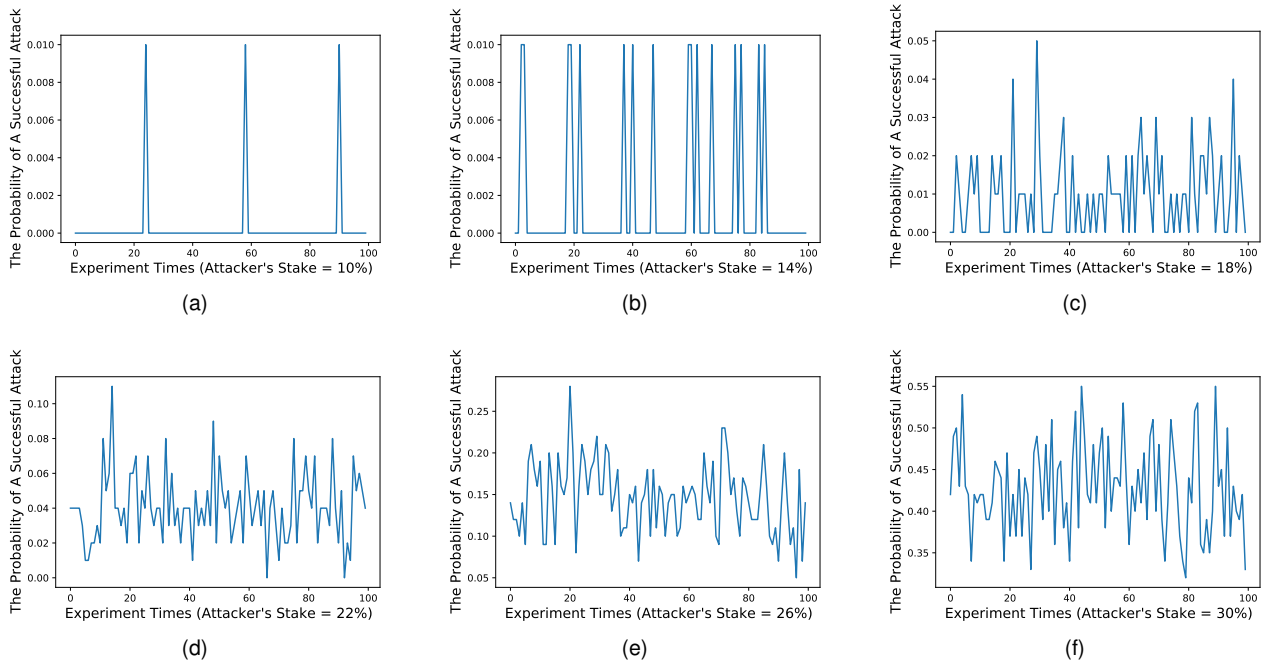 The Probability of A Successful Attack
0.010
0.008
0.006
0.004
0.002
0.000
0 20 40 60 80 100
Experiment Times (Attacker's Stake = 10%)
(a)
The Probability of A Successful Attack
0.010
0.008
0.006
0.004
0.002
0.000
0 20 40 60 80 100
Experiment Times (Attacker's Stake = 14%)
(b)
The Probability of A Successful Attack
0.05
0.04
0.03
0.02
0.01
0.00
0 20 40 60 80 100
Experiment Times (Attacker's Stake = 18%)
(c)
The Probability of A Successful Attack
0.10
0.08
0.06
0.04
0.02
0.00
0 20 40 60 80 100
Experiment Times (Attacker's Stake = 22%)
(d)
The Probability of A Successful Attack
0.25
0.20
0.15
0.10
0.05
0 20 40 60 80 100
Experiment Times (Attacker's Stake = 26%)
(e)
The Probability of A Successful Attack
0.55
0.50
0.45
0.40
0.35
0 20 40 60 80 100
Experiment Times (Attacker's Stake = 30%)
(f)